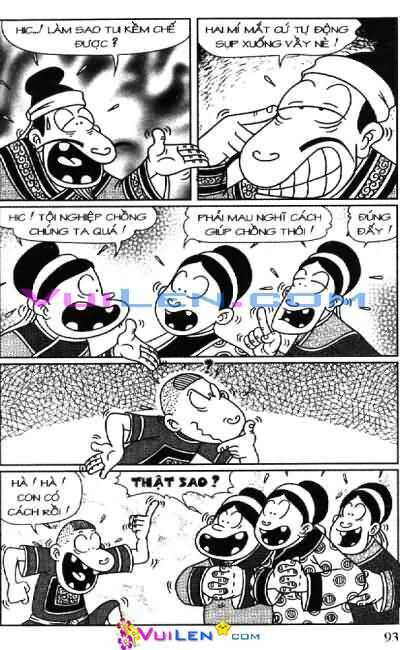 HIC...! LÀM SAO TUI KỀM CHẾ
ĐƯỢC ?
HAI MÍ MẮT CỨ TỰ ĐỘNG
SỤP XUỐNG VẦY NÈ !
HIC ! TỘI NGHIỆP CHỒNG
CHÚNG TA QUÁ !
PHẢI MAU NGHĨ CÁCH
GIÚP CHỒNG THÔI !
ĐÚNG
ĐẤY !
VuiLen.com
?
HÀ ! HÀ !
CON CÓ
CÁCH RỒI !
THẬT SAO ?
93
VuiLen.com